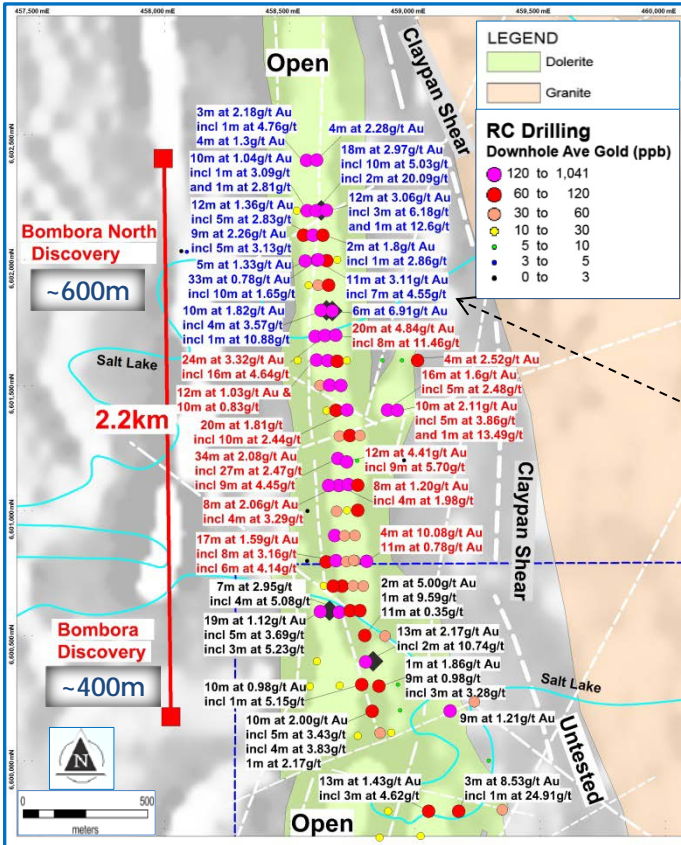 457,500 mE
458,000 mE
458,500 mE
459,000 mE
459,500 mE
460,000 mE
6,602,500 mN
6,602,000 mN
6,601,500 mN
6,601,000 mN
6,600,500 mN
6,600,000 mN
LEGEND
Dolerite
Granite
RC Drilling
Downhole Ave Gold (ppb)
120 to 1,041
60 to 120
30 to 60
10 to 30
5 to 10
3 to 5
0 to 3
Open
Claypan Shear
3m at 2.18g/t Au
incl 1m at 4.76g/t
4m at 1.3g/t Au
4m at 2.28g/t Au
10m at 1.04g/t Au
incl 1m at 3.09g/t
and 1m at 2.81g/t
18m at 2.97g/t Au
incl 10m at 5.03g/t
incl 2m at 20.09g/t
12m at 1.36g/t Au
incl 5m at 2.83g/t
12m at 3.06g/t Au
incl 3m at 6.18g/t
and 1m at 12.6g/t
9m at 2.26g/t Au
incl 5m at 3.13g/t
2m at 1.8g/t Au
incl 1m at 2.86g/t
Bombora North
Discovery
~600m
5m at 1.33g/t Au
33m at 0.78g/t Au
incl 10m at 1.65g/t
11m at 3.11g/t Au
incl 7m at 4.55g/t
10m at 1.82g/t Au
incl 4m at 3.57g/t
incl 1m at 10.88g/t
6m at 6.91g/t Au
20m at 4.84g/t Au
incl 8m at 11.46g/t
Salt Lake
24m at 3.32g/t Au
incl 16m at 4.64g/t
4m at 2.52g/t Au
16m at 1.6g/t Au
incl 5m at 2.48g/t
12m at 1.03g/t Au &
10m at 0.83g/t
10m at 2.11g/t Au
incl 5m at 3.86g/t
and 1m at 13.49g/t
2.2km
20m at 1.81g/t
incl 10m at 2.44g/t
34m at 2.08g/t Au
incl 27m at 2.47g/t
incl 9m at 4.45g/t
12m at 4.41g/t Au
incl 9m at 5.70g/t
Claypan Shear
8m at 1.20g/t Au
incl 4m at 1.98g/t
8m at 2.06g/t Au
incl 4m at 3.29g/t
17m at 1.59g/t Au
incl 8m at 3.16g/t
incl 6m at 4.14g/t
4m at 10.08g/t Au
11m at 0.78g/t Au
7m at 2.95g/t
incl 4m at 5.08g/t
2m at 5.00g/t Au
1m at 9.59g/t
11m at 0.35g/t
19m at 1.12g/t Au
incl 5m at 3.69g/t
incl 3m at 5.23g/t
Bombora
Discovery
~400m
13m at 2.17g/t Au
incl 2m at 10.74g/t
1m at 1.86g/t Au
9m at 0.98g/t
incl 3m at 3.28g/t
10m at 0.98g/t Au
incl 1m at 5.15g/t
Salt Lake
9m at 1.21g/t Au
10m at 2.00g/t Au
incl 5m at 3.43g/t
incl 4m at 3.83g/t
1m at 2.17g/t
Untested
N
0 500
meters
13m at 1.43g/t Au
incl 3m at 4.62g/t
3m at 8.53g/t Au
incl 1m at 24.91g/t
Open